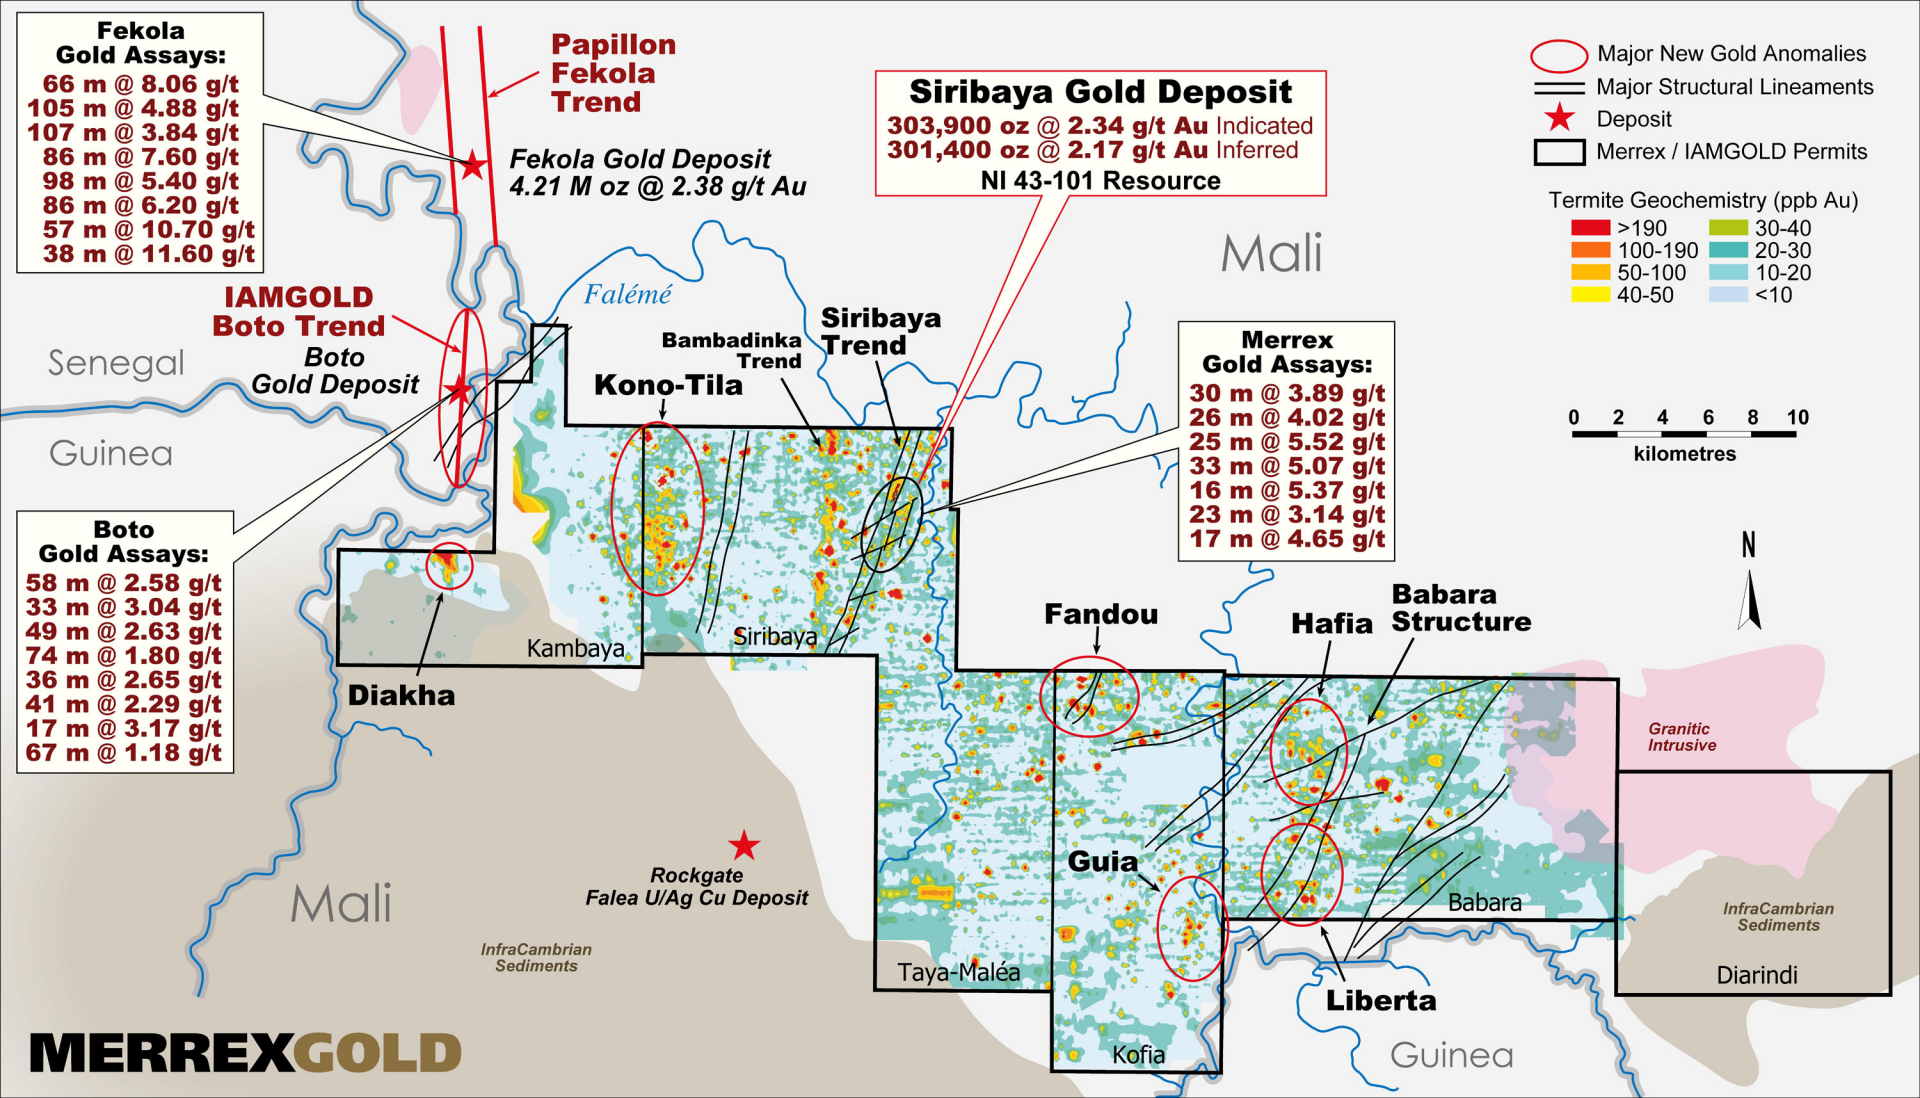 Fekola
Gold Assays:
66 m @ 8.06 g/t
105 m @ 4.88 g/t
107 m @ 3.84 g/t
86 m @ 7.60 g/t
98 m @ 5.40 g/t
86 m @ 6.20 g/t
57 m @ 10.70 g/t
38 m @ 11.60 g/t
Papillon
Fekola
Trend
Fekola Gold Deposit
4.21 M oz @ 2.38 g/t Au
Siribaya Gold Deposit
303,900 oz @ 2.34 g/t Au Indicated
301,400 oz @ 2.17 g/t Au Inferred
NI 43-101 Resource
Major New Gold Anomalies
Major Structural Lineaments
Deposit
Merrex / IAMGOLD Permits
Termite Geochemistry (ppb Au)
>190
30-40
100-190
20-30
50-100
10-20
40-50
<10
Mali
IAMGOLD
Boto Trend
Boto
Gold Deposit
Senegal
Guinea
Falémé
Kono-Tila
Bambadinka
Trend
Siribaya
Trend
Merrex
Gold Assays:
30 m @ 3.89 g/t
26 m @ 4.02 g/t
25 m @ 5.52 g/t
33 m @ 5.07 g/t
16 m @ 5.37 g/t
23 m @ 3.14 g/t
17 m @ 4.65 g/t
0 2 4 6 8 10
kilometres
N
Boto
Gold Assays:
58 m @ 2.58 g/t
33 m @ 3.04 g/t
49 m @ 2.63 g/t
74 m @ 1.80 g/t
36 m @ 2.65 g/t
41 m @ 2.29 g/t
17 m @ 3.17 g/t
67 m @ 1.18 g/t
Diakha
Kambaya
Siribaya
Fandou
Hafia
Babara
Structure
Granitic
Intrusive
Guia
Babara
Rockgate
Falea U/Ag Cu Deposit
Mali
InfraCambrian
Sediments
InfraCambrian
Sediments
Taya-Maléa
Diarindi
Liberta
Kofia
Guinea
MERREXGOLD